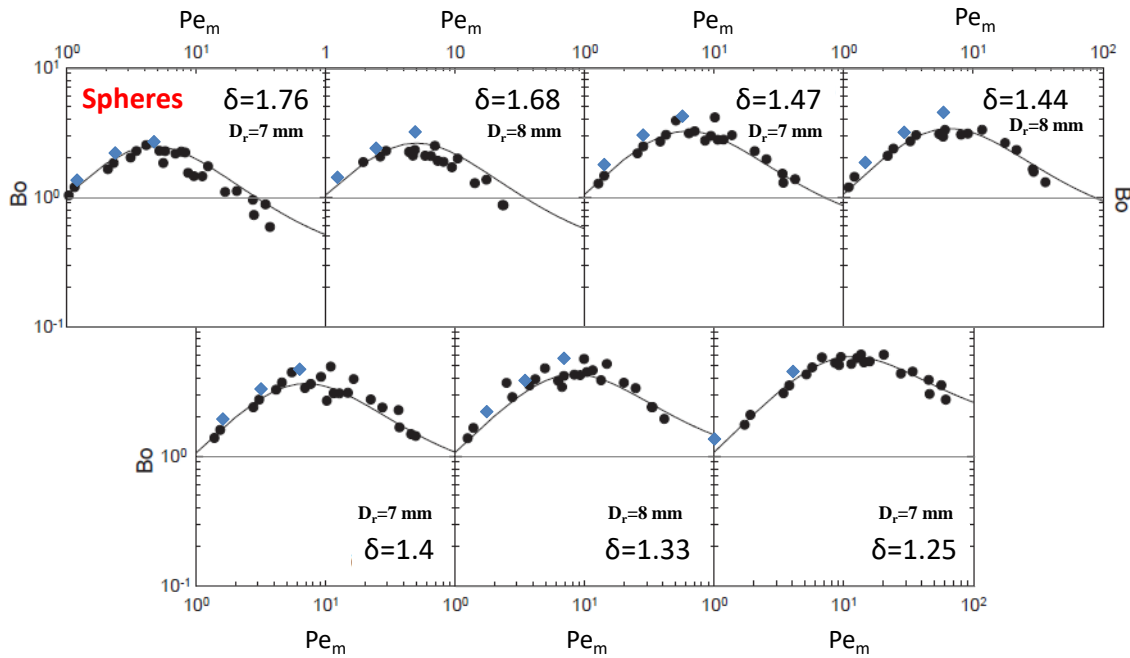 Pe_m Pe_m Pe_m Pe_m
10^0 10^1 1 10 10^0 10^1 10^0 10^1 10^2
10^1
Spheres δ=1.76 δ=1.68 δ=1.47 δ=1.44
D_r=7 mm D_r=8 mm D_r=7 mm D_r=8 mm
Bo 10^0 Bo
10^-1
Bo 10^0
D_r=7 mm D_r=8 mm D_r=7 mm
δ=1.4 δ=1.33 δ=1.25
10^-1
10^0 10^1 10^0 10^1 10^0 10^1 10^2
Pe_m Pe_m Pe_m